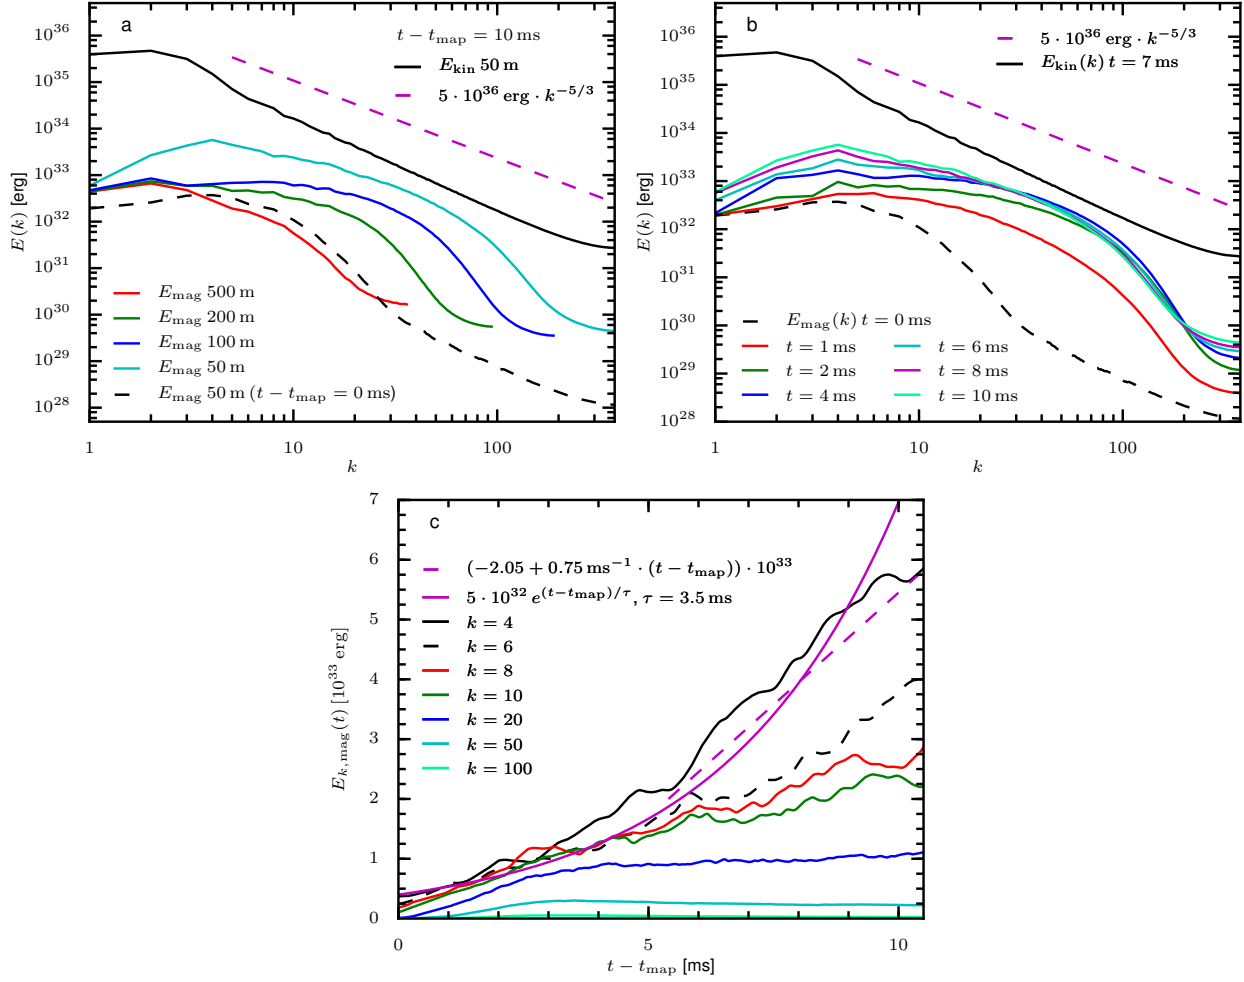 a
t − t_map = 10 ms
E_kin 50 m
5 · 10^36 erg · k^−5/3
10^36
10^35
10^34
10^33
10^32
10^31
10^30
10^29
10^28
E(k) [erg]
E_mag 500 m
E_mag 200 m
E_mag 100 m
E_mag 50 m
E_mag 50 m (t − t_map = 0 ms)
1 10 100
k
b
5 · 10^36 erg · k^−5/3
E_kin(k) t = 7 ms
10^36
10^35
10^34
10^33
10^32
10^31
10^30
10^29
10^28
E(k) [erg]
E_mag(k) t = 0 ms
t = 1 ms t = 6 ms
t = 2 ms t = 8 ms
t = 4 ms t = 10 ms
1 10 100
k
c
7
6
5
4
3
2
1
0
E_k,mag(t) [10^33 erg]
(−2.05 + 0.75 ms^−1 · (t − t_map)) · 10^33
5 · 10^32 e^(t−t_map)/τ, τ = 3.5 ms
k = 4
k = 6
k = 8
k = 10
k = 20
k = 50
k = 100
0 5 10
t − t_map [ms]